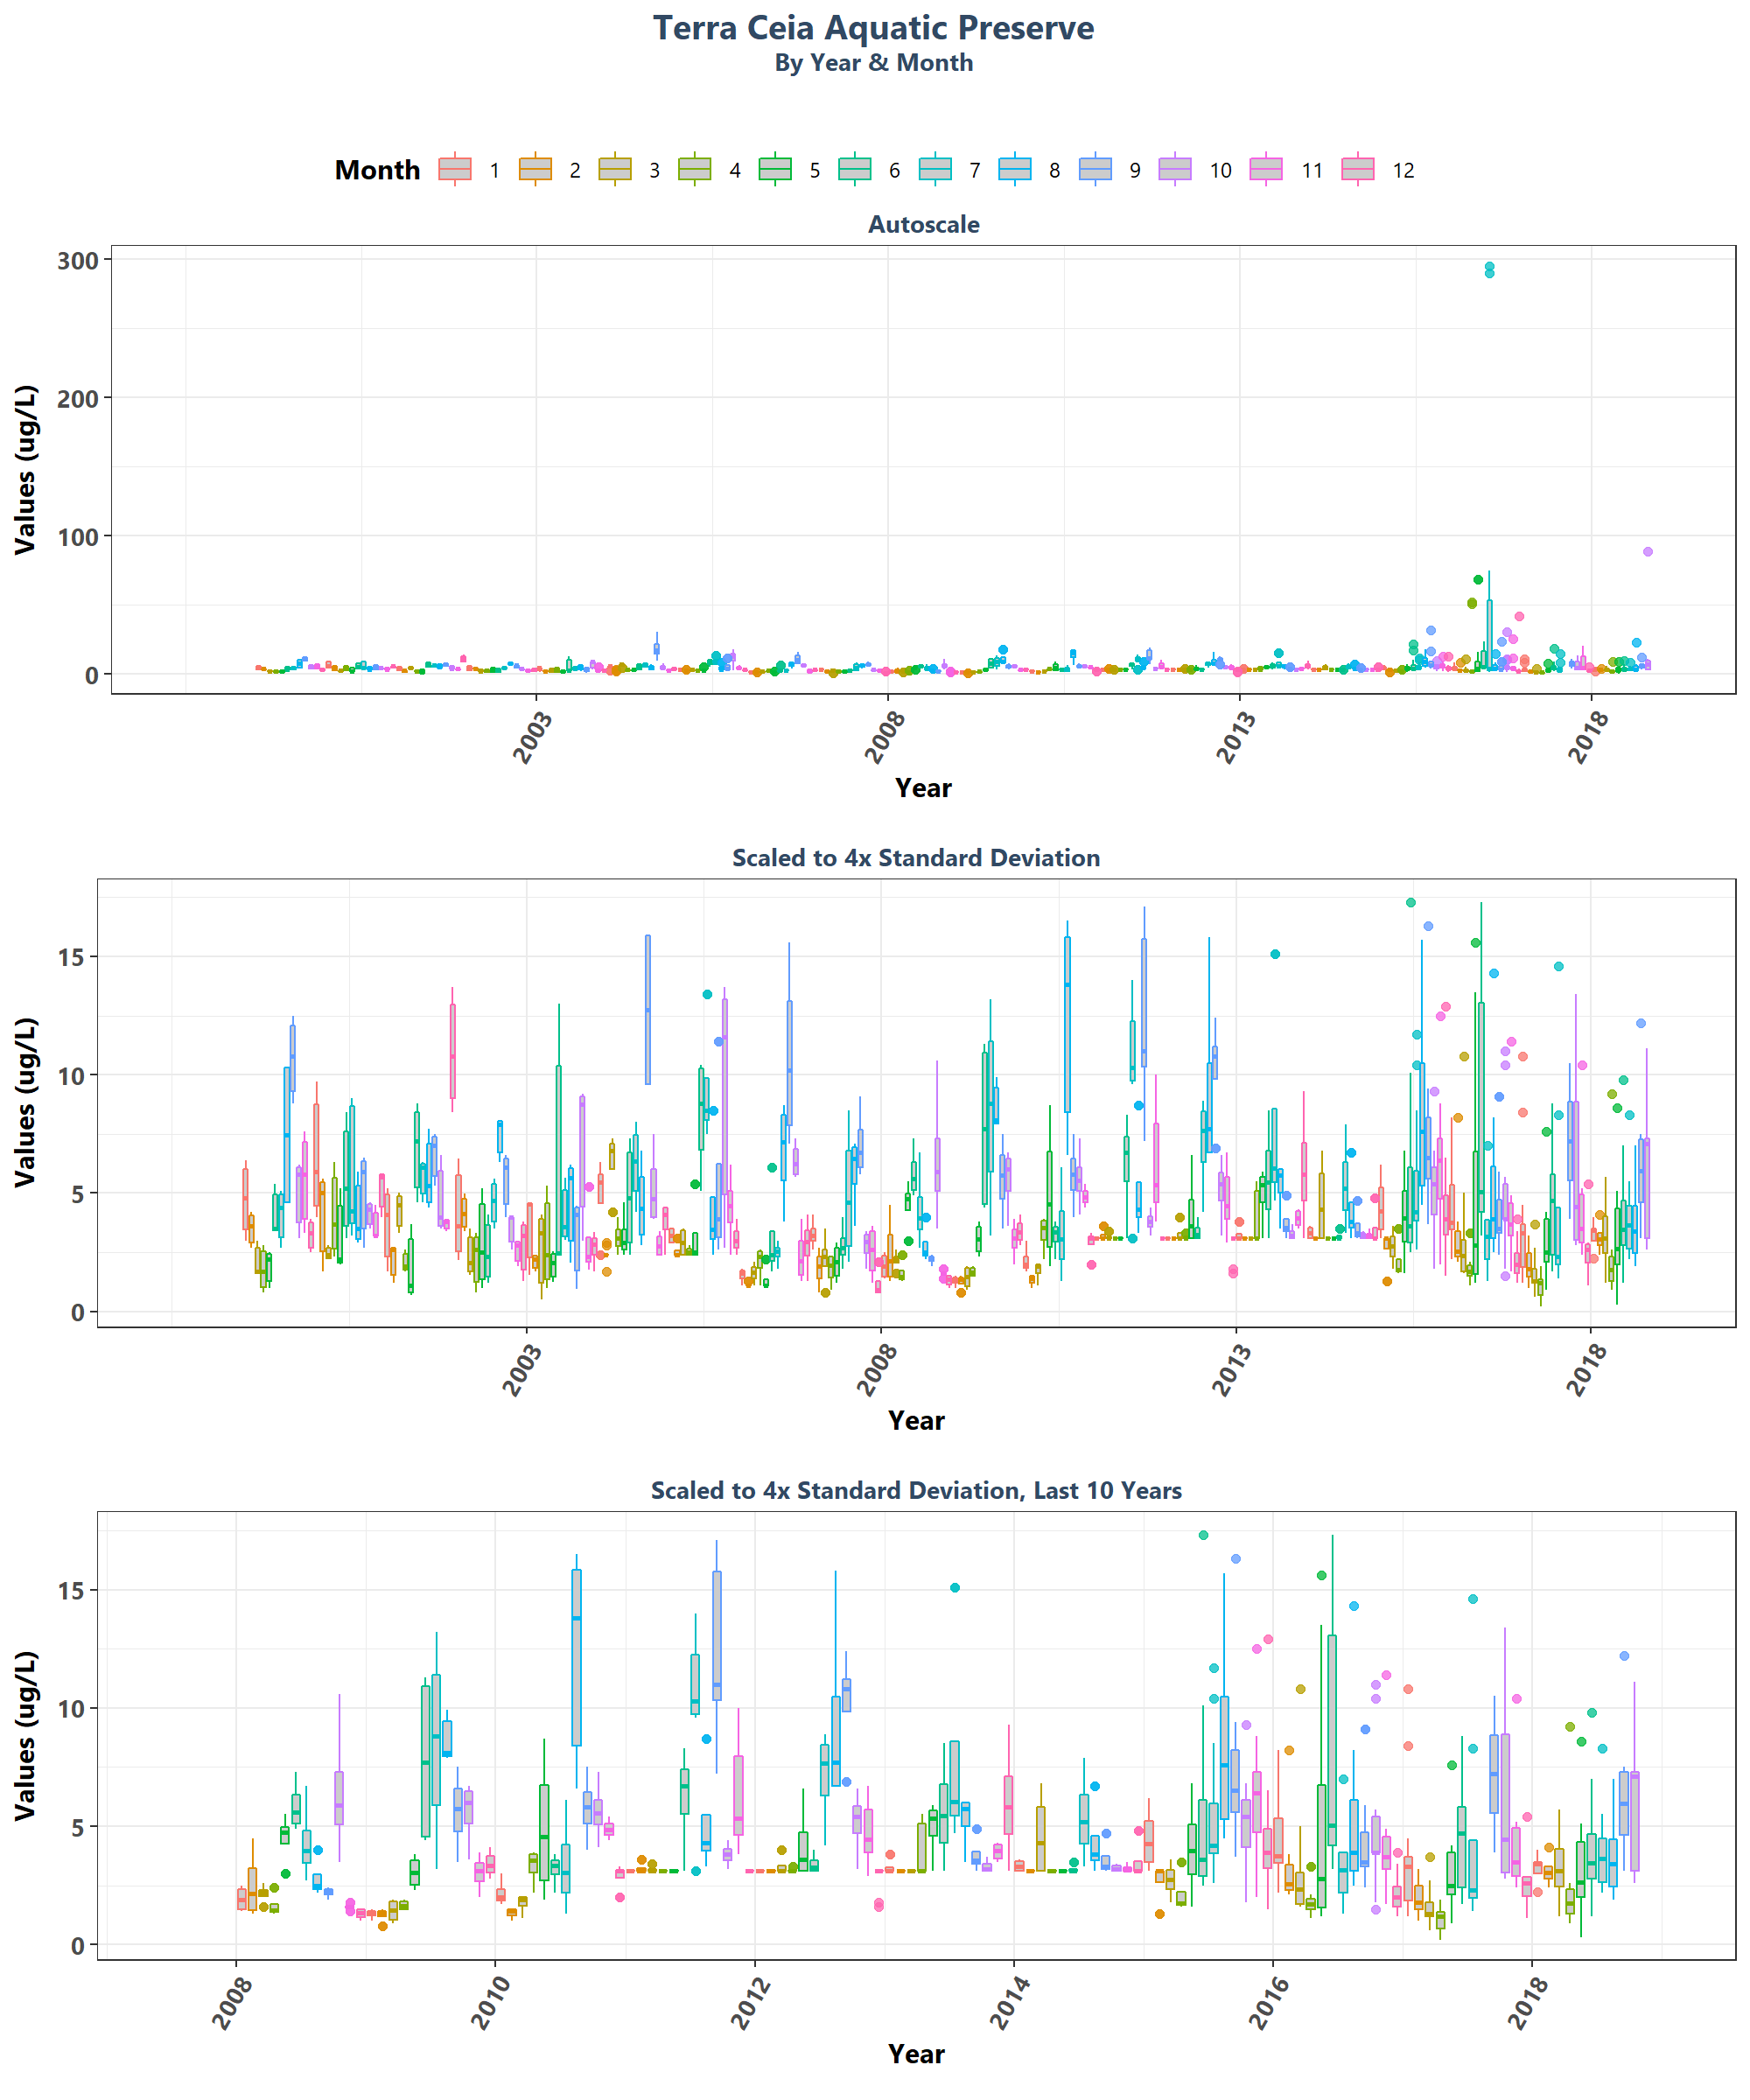 Terra Ceia Aquatic Preserve
By Year & Month
Month 1 2 3 4 5 6 7 8 9 10 11 12
Autoscale
300
200
100
0
Values (ug/L)
2003 2008 2013 2018
Year
Scaled to 4x Standard Deviation
15
10
5
0
Values (ug/L)
2003 2008 2013 2018
Year
Scaled to 4x Standard Deviation, Last 10 Years
15
10
5
0
Values (ug/L)
2008 2010 2012 2014 2016 2018
Year